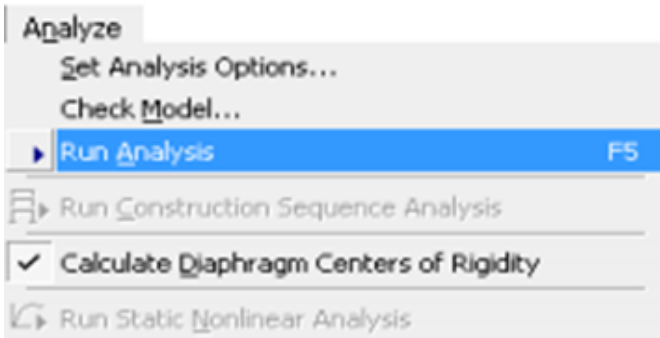 Analyze
Set Analysis Options...
Check Model...
Run Analysis F5
Run Construction Sequence Analysis
Calculate Diaphragm Centers of Rigidity
Run Static Nonlinear Analysis